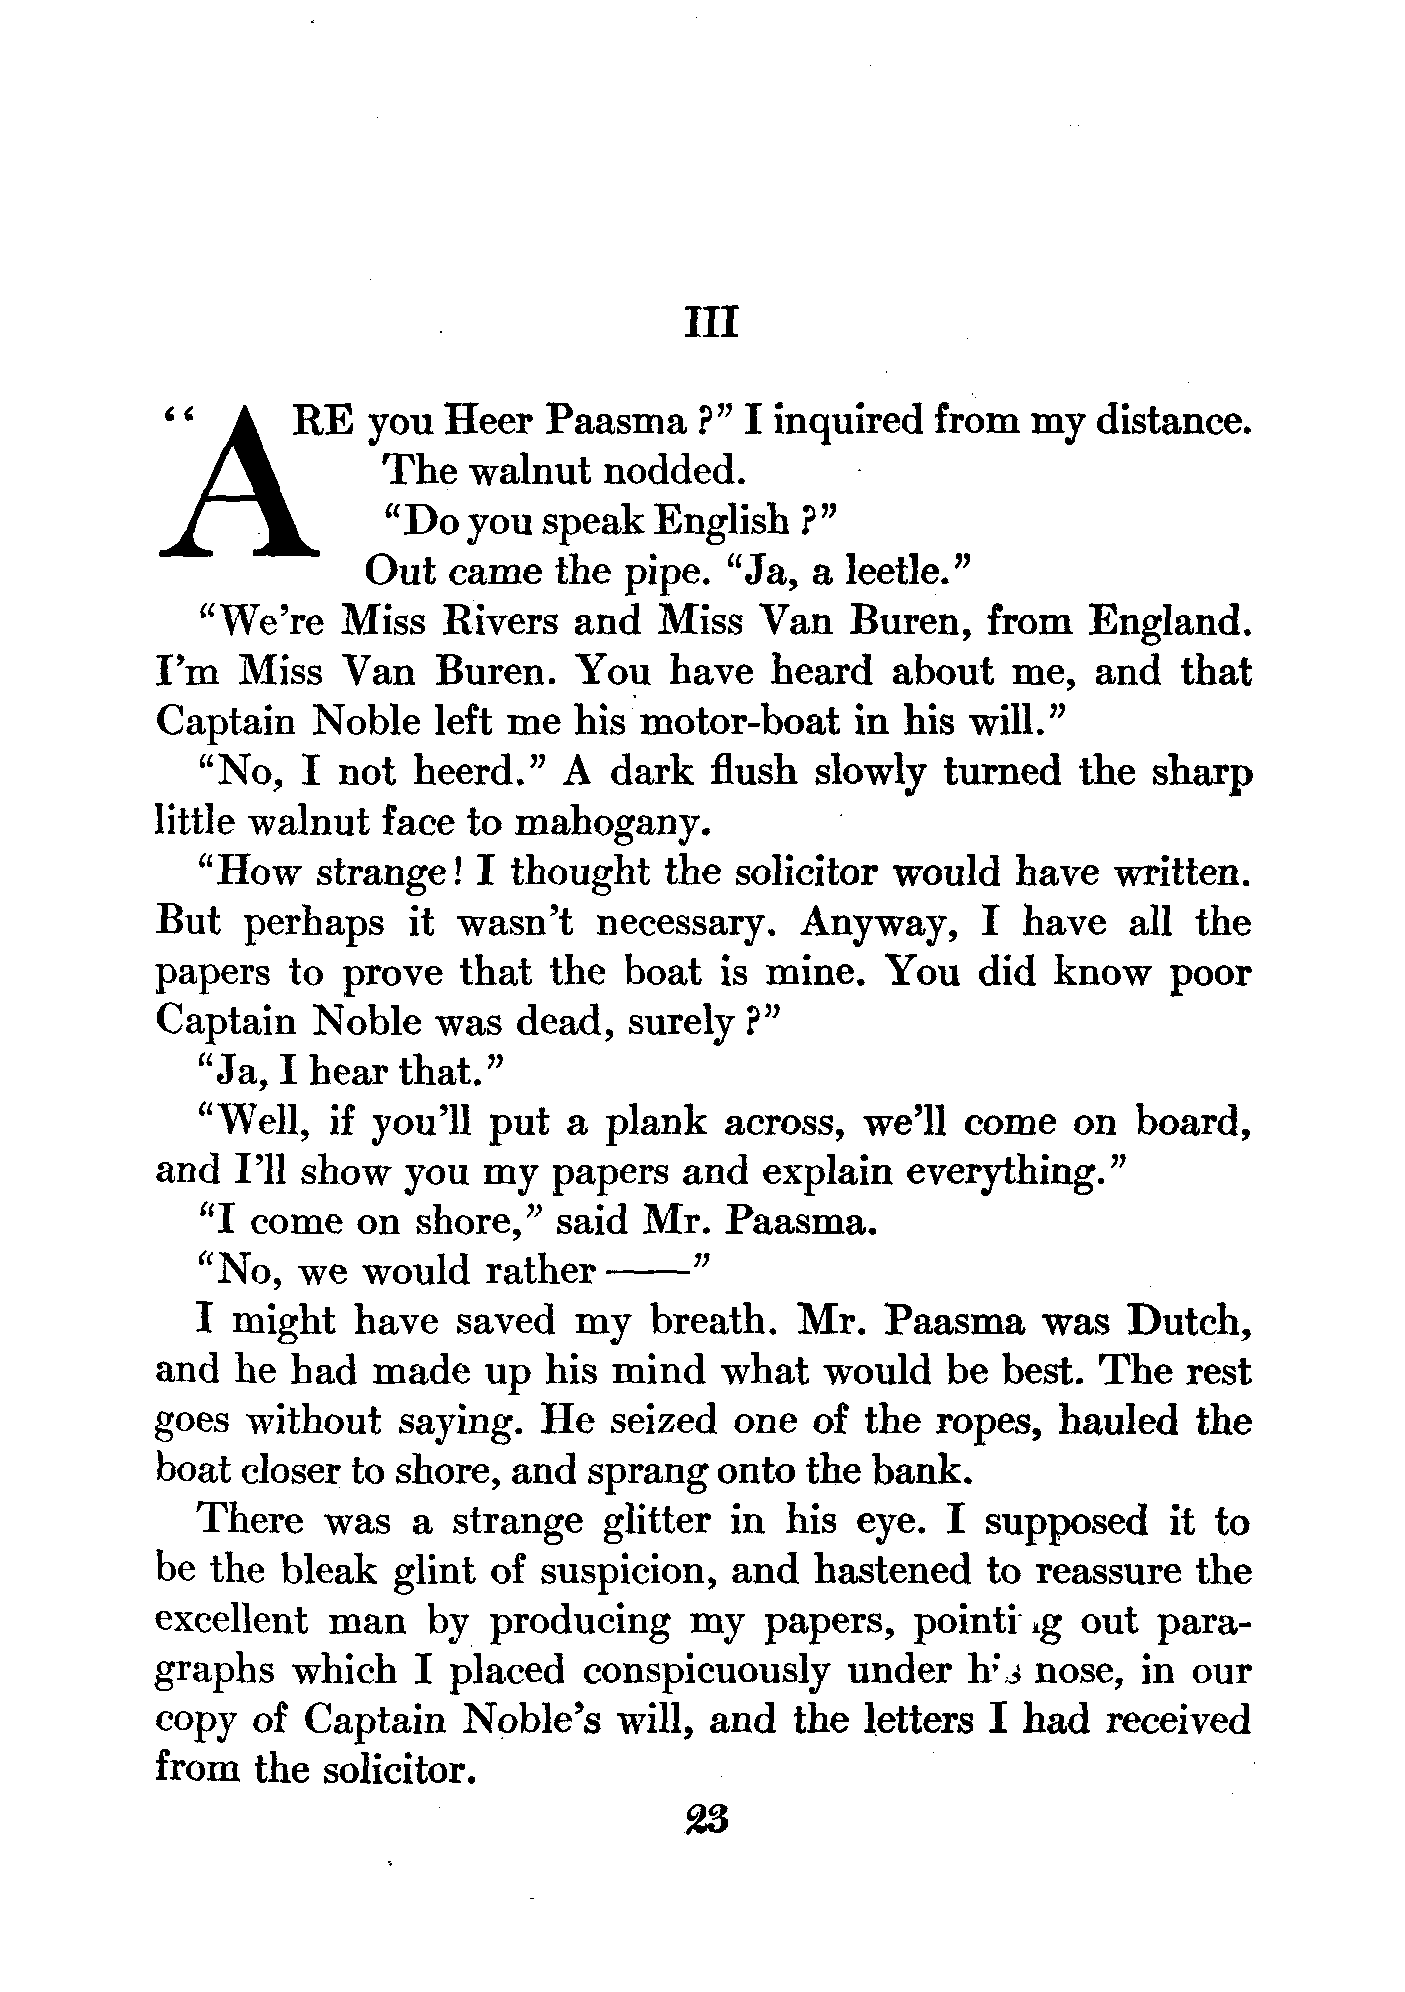 III
“ARE you Heer Paasma?” I inquired from my distance.
The walnut nodded.
“Do you speak English?”
Out came the pipe. “Ja, a leetle.”
“We’re Miss Rivers and Miss Van Buren, from England.
I’m Miss Van Buren. You have heard about me, and that
Captain Noble left me his motor-boat in his will.”
“No, I not heerd.” A dark flush slowly turned the sharp
little walnut face to mahogany.
“How strange! I thought the solicitor would have written.
But perhaps it wasn’t necessary. Anyway, I have all the
papers to prove that the boat is mine. You did know poor
Captain Noble was dead, surely?”
“Ja, I hear that.”
“Well, if you’ll put a plank across, we’ll come on board,
and I’ll show you my papers and explain everything.”
“I come on shore,” said Mr. Paasma.
“No, we would rather——”
I might have saved my breath. Mr. Paasma was Dutch,
and he had made up his mind what would be best. The rest
goes without saying. He seized one of the ropes, hauled the
boat closer to shore, and sprang onto the bank.
There was a strange glitter in his eye. I supposed it to
be the bleak glint of suspicion, and hastened to reassure the
excellent man by producing my papers, pointing out para-
graphs which I placed conspicuously under his nose, in our
copy of Captain Noble’s will, and the letters I had received
from the solicitor.
23